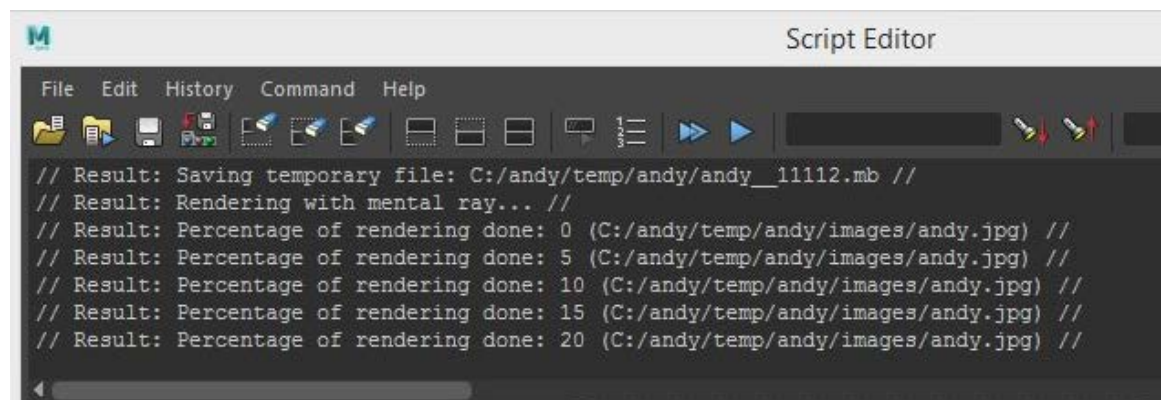 Script Editor
File Edit History Command Help
// Result: Saving temporary file: C:/andy/temp/andy/andy__11112.mb //
// Result: Rendering with mental ray... //
// Result: Percentage of rendering done: 0 (C:/andy/temp/andy/images/andy.jpg) //
// Result: Percentage of rendering done: 5 (C:/andy/temp/andy/images/andy.jpg) //
// Result: Percentage of rendering done: 10 (C:/andy/temp/andy/images/andy.jpg) //
// Result: Percentage of rendering done: 15 (C:/andy/temp/andy/images/andy.jpg) //
// Result: Percentage of rendering done: 20 (C:/andy/temp/andy/images/andy.jpg) //